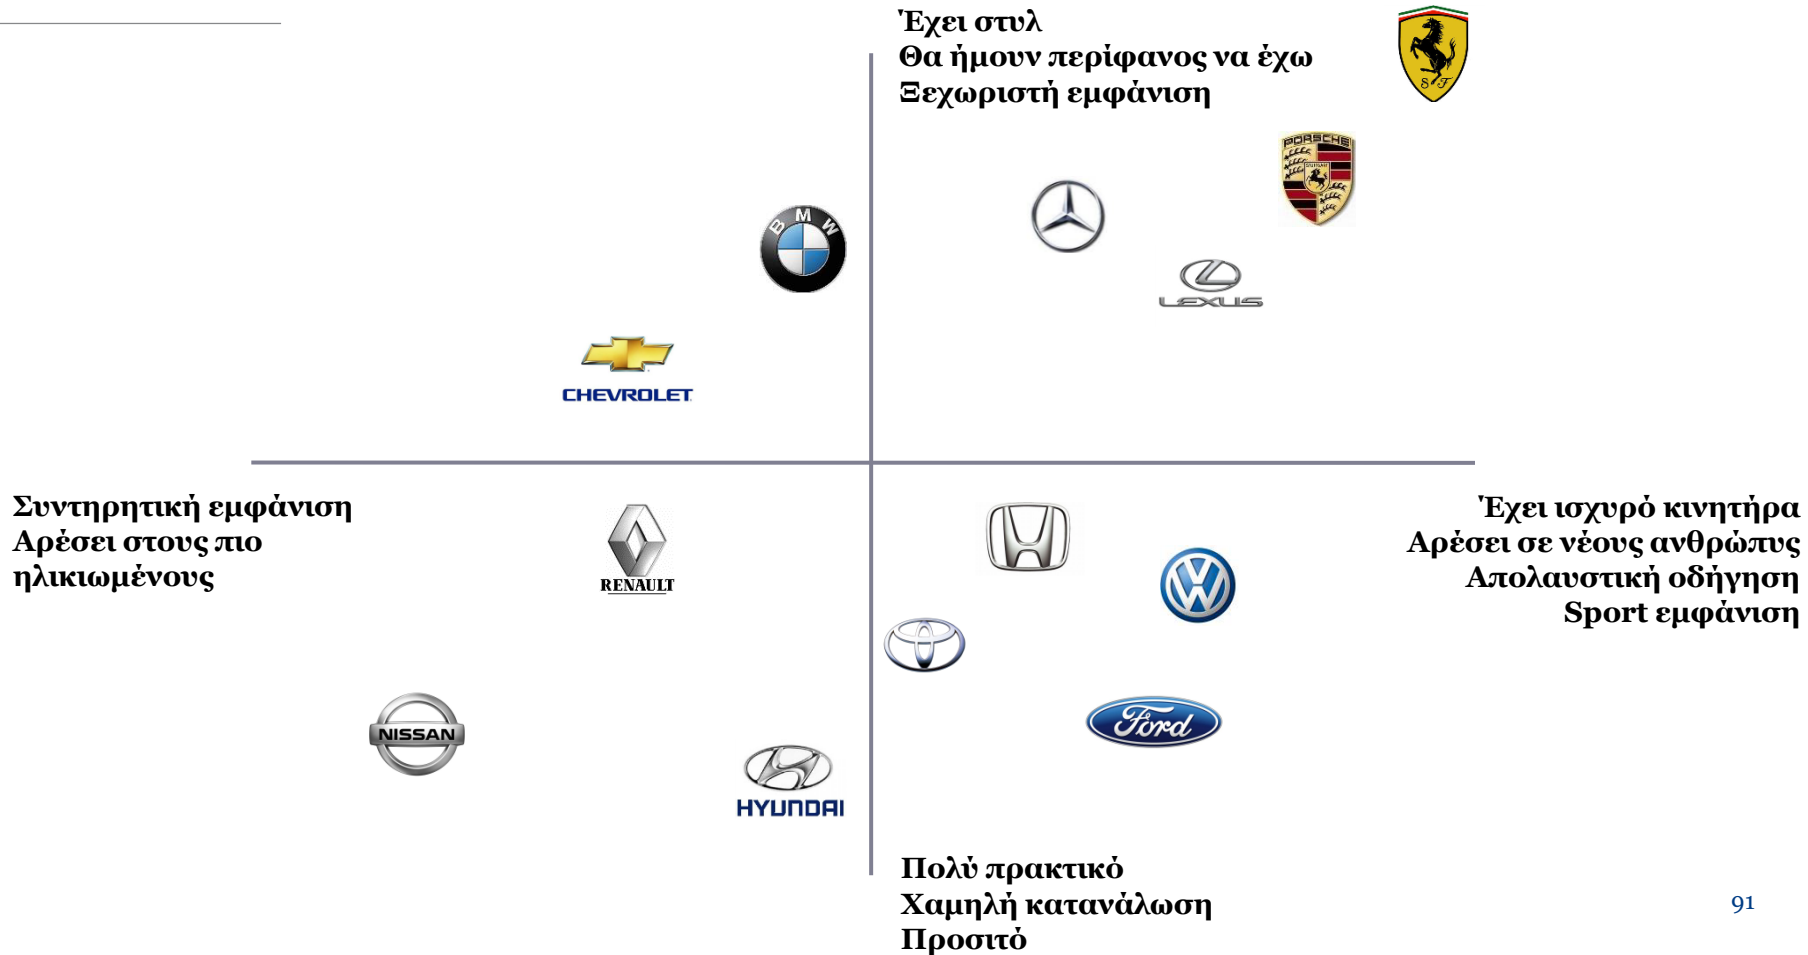 Έχει στυλ
Θα ήμουν περίφανος να έχω
Ξεχωριστή εμφάνιση
S F
PORSCHE
STUTTGART
BMW
LEXUS
CHEVROLET
Συντηρητική εμφάνιση
Αρέσει στους πιο
ηλικιωμένους
RENAULT
Έχει ισχυρό κινητήρα
Αρέσει σε νέους ανθρώπυς
Απολαυστική οδήγηση
Sport εμφάνιση
NISSAN
Ford
HYUNDAI
Πολύ πρακτικό
Χαμηλή κατανάλωση
Προσιτό
91